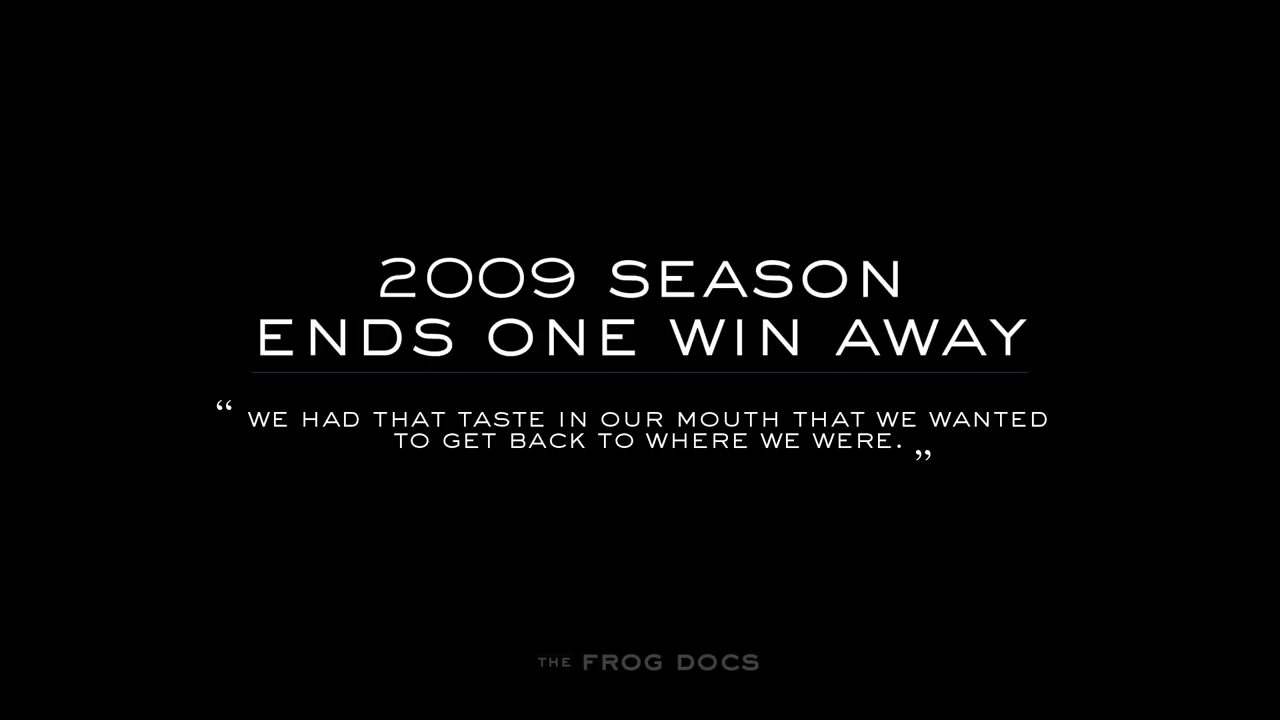 2009 SEASON
ENDS ONE WIN AWAY
“ WE HAD THAT TASTE IN OUR MOUTH THAT WE WANTED
TO GET BACK TO WHERE WE WERE. ”
THE FROG DOCS